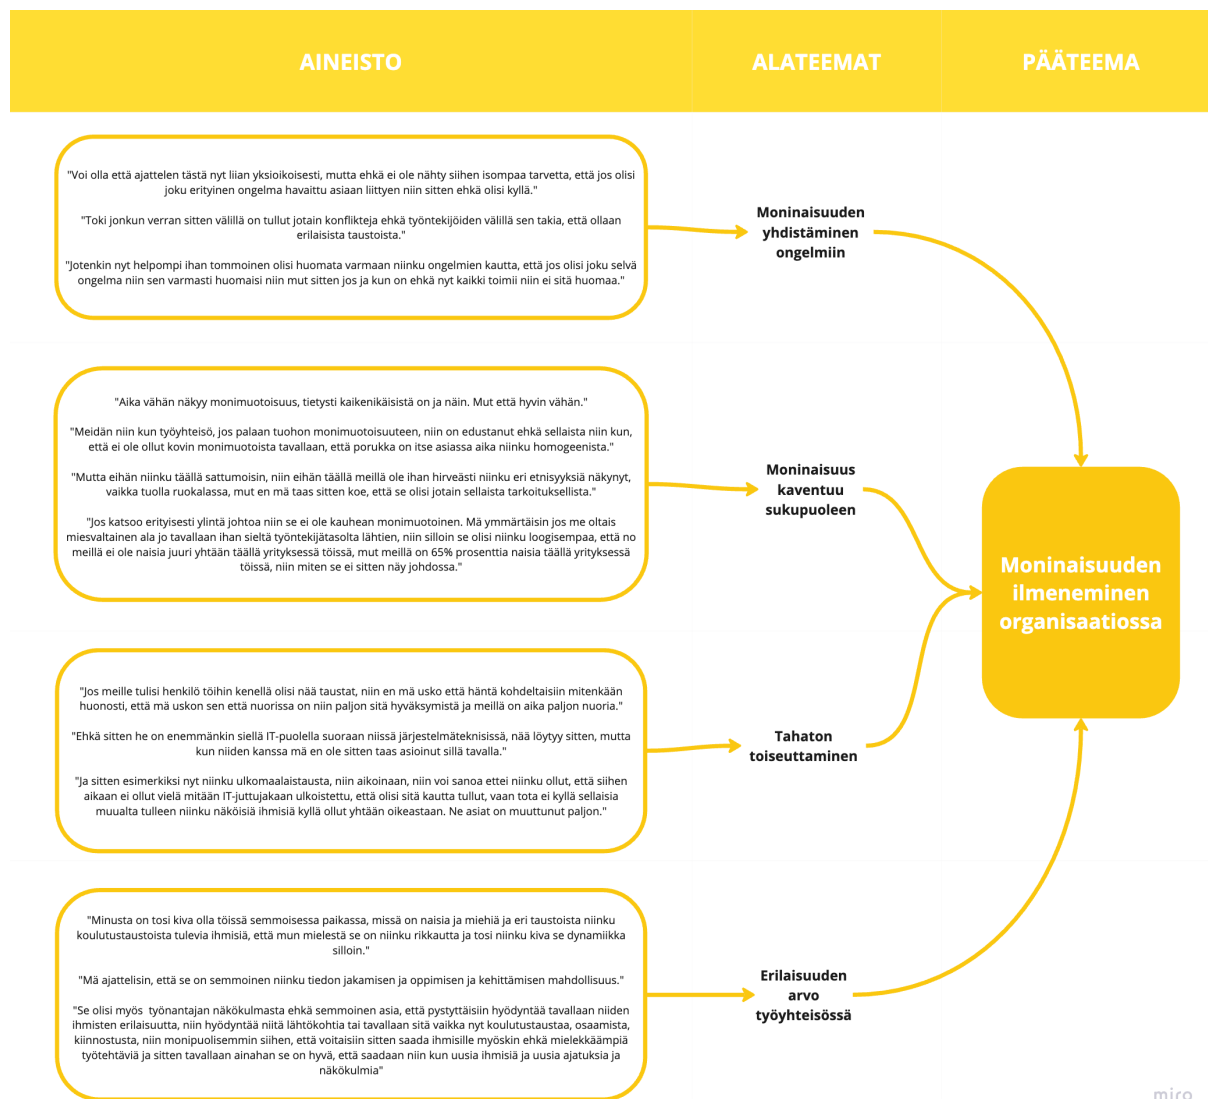 AINEISTO
ALATEEMAT
PÄÄTEEMA
"Voi olla että ajattelen tästä nyt liian yksioikoisesti, mutta ehkä ei ole nähty siihen isompaa tarvetta, että jos olisi
joku erityinen ongelma havaittu asiaan liittyen niin sitten ehkä olisi kyllä."
"Toki jonkun verran sitten välillä on tullut jotain konflikteja ehkä työntekijöiden välillä sen takia, että ollaan
erilaisista taustoista."
"Jotenkin nyt helpompi ihan tommoinen olisi huomata varmaan niinku ongelmien kautta, että jos olisi joku selvä
ongelma niin sen varmasti huomaisi niin mut sitten jos ja kun on ehkä nyt kaikki toimii niin ei sitä huomaa."
Moninaisuuden
yhdistäminen
ongelmiin
"Aika vähän näkyy monimuotoisuus, tietysti kaikenikäisistä on ja näin. Mut että hyvin vähän."
"Meidän niin kun työyhteisö, jos palaan tuohon monimuotoisuuteen, niin on edustanut ehkä sellaista niin kun,
että ei ole ollut kovin monimuotoista tavallaan, että porukka on itse asiassa aika niinku homogeenista."
"Mutta eihän niinku täällä sattumoisin, niin eihän täällä meillä ole ihan hirveästi niinku eri etnisyyksiä näkynyt,
vaikka tuolla ruokalassa, mut en mä taas sitten koe, että se olisi jotain sellaista tarkoituksellista."
"Jos katsoo erityisesti ylintä johtoa niin se ei ole kauhean monimuotoinen. Mä ymmärtäisin jos me oltais
miesvaltainen ala jo tavallaan ihan sieltä työntekijätasolta lähtien, niin silloin se olisi niinku loogisempaa, että no
meillä ei ole naisia juuri yhtään täällä yrityksessä töissä, mut meillä on 65% prosenttia naisia täällä yrityksessä
töissä, niin miten se ei sitten näy johdossa."
Moninaisuus
kaventuu
sukupuoleen
Moninaisuuden
ilmeneminen
organisaatiossa
"Jos meille tulisi henkilö töihin kenellä olisi nää taustat, niin en mä usko että häntä kohdeltaisiin mitenkään
huonosti, että mä uskon sen että nuorissa on niin paljon sitä hyväksymistä ja meillä on aika paljon nuoria."
"Ehkä sitten he on enemmänkin siellä IT-puolella suoraan niissä järjestelmäteknisissä, nää löytyy sitten, mutta
kun niiden kanssa mä en ole sitten taas asioinut sillä tavalla."
"Ja sitten esimerkiksi nyt niinku ulkomaalaistausta, niin aikoinaan, niin voi sanoa ettei niinku ollut, että siihen
aikaan ei ollut vielä mitään IT-juttujakaan ulkoistettu, että olisi sitä kautta tullut, vaan tota ei kyllä sellaisia
muualta tulleen niinku näköisiä ihmisiä kyllä ollut yhtään oikeastaan. Ne asiat on muuttunut paljon."
Tahaton
toiseuttaminen
"Minusta on tosi kiva olla töissä semmoisessa paikassa, missä on naisia ja miehiä ja eri taustoista niinku
koulutustaustoista tulevia ihmisiä, että mun mielestä se on niinku rikkautta ja tosi niinku kiva se dynamiikka
silloin."
"Mä ajattelisin, että se on semmoinen niinku tiedon jakamisen ja oppimisen ja kehittämisen mahdollisuus."
"Se olisi myös  työnantajan näkökulmasta ehkä semmoinen asia, että pystyttäisiin hyödyntää tavallaan niiden
ihmisten erilaisuutta, niin hyödyntää niitä lähtökohtia tai tavallaan sitä vaikka nyt koulutustaustaa, osaamista,
kiinnostusta, niin monipuolisemmin siihen, että voitaisiin sitten saada ihmisille myöskin ehkä mielekkäämpiä
työtehtäviä ja sitten tavallaan ainahan se on hyvä, että saadaan niin kun uusia ihmisiä ja uusia ajatuksia ja
näkökulmia"
Erilaisuuden
arvo
työyhteisössä
miro